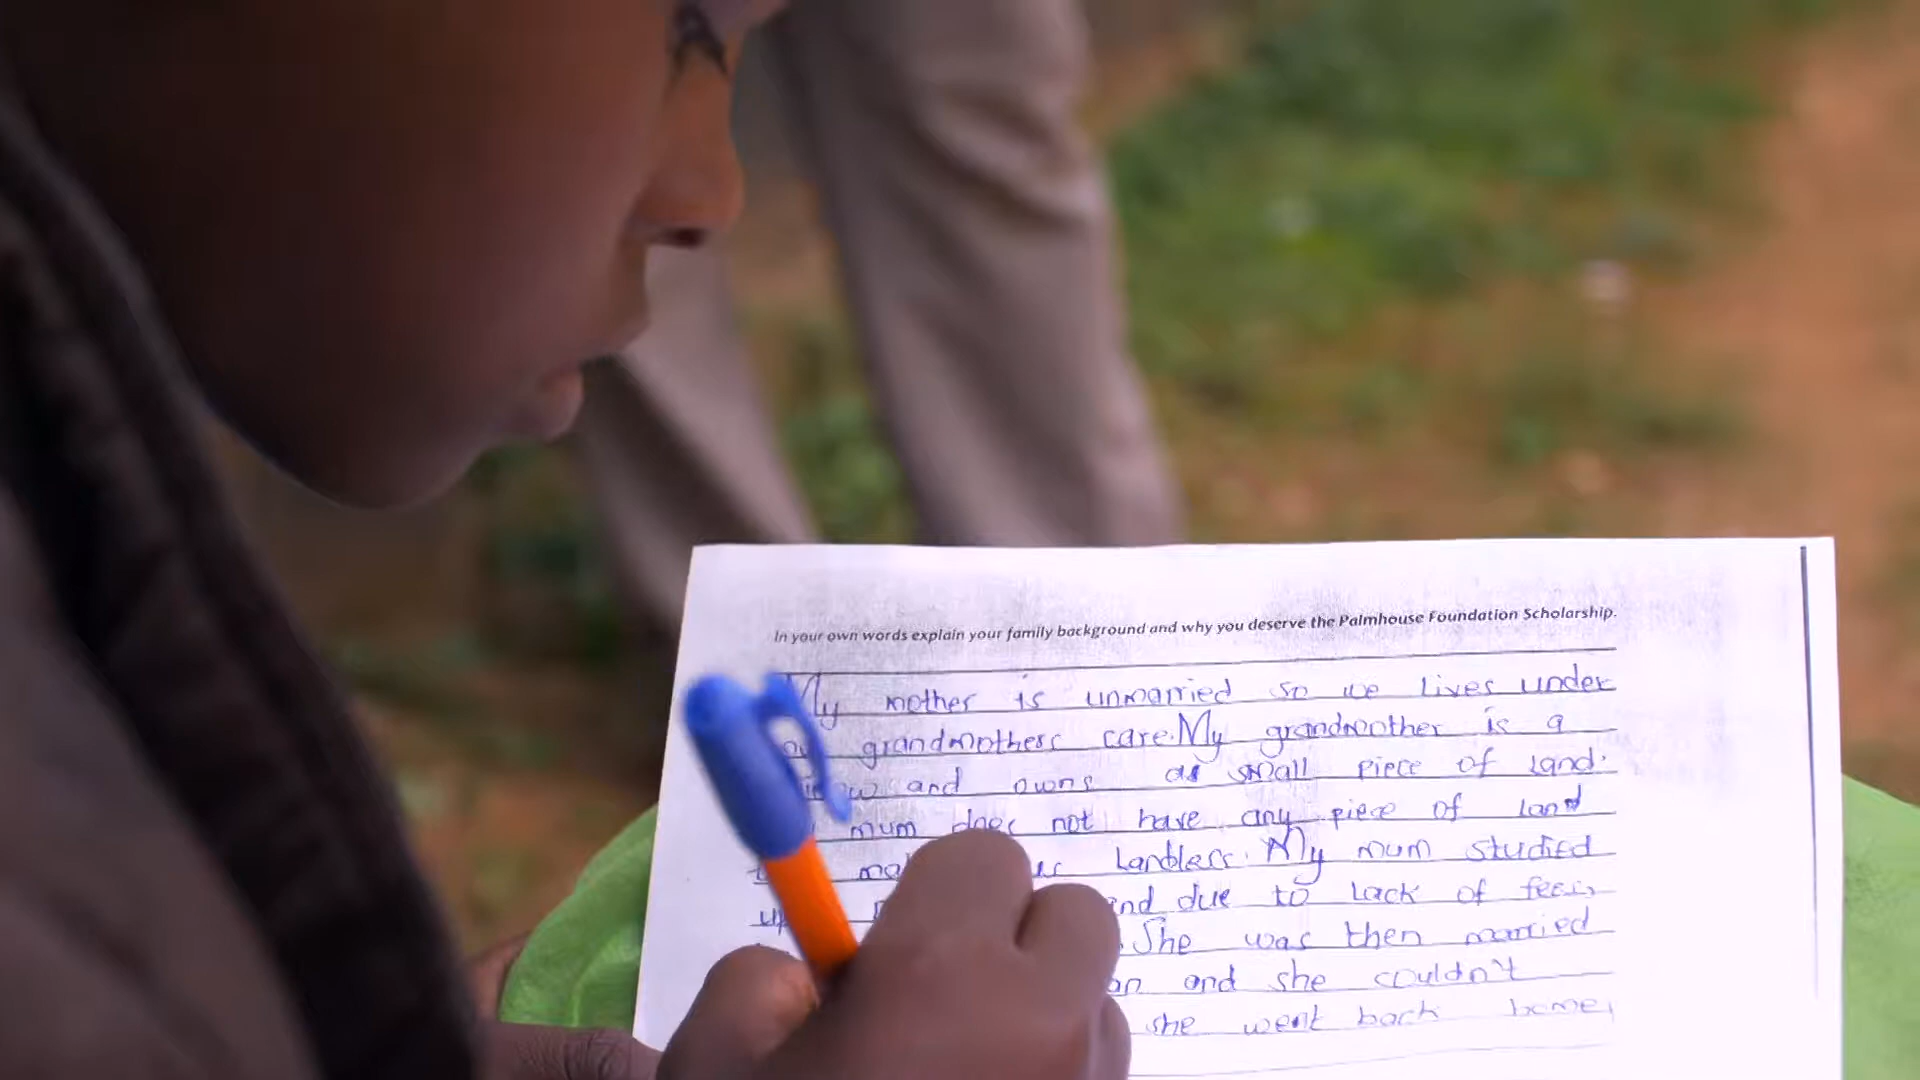 In your own words explain your family background and why you deserve the Palmhouse Foundation Scholarship.
My mother is unmarried so we lives under
grandmothers care. My grandmother is a
and owns a small piece of land.
mum does not have any piece of land
landless. My mum studied
and due to lack of fees,
. She was then married
and she couldn't
she went back home,